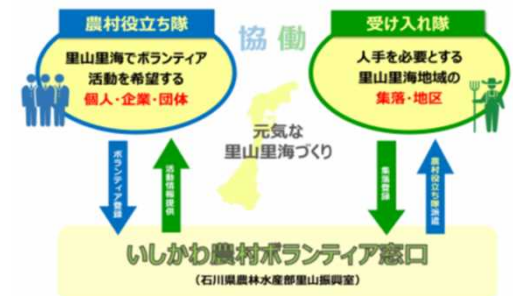 農村役立ち隊
里山里海でボランティア
活動を希望する
個人・企業・団体
協働
受け入れ隊
人手を必要とする
里山里海地域の
集落・地区
元気な
里山里海づくり
ボランティア登録
活動情報提供
集落登録
農村役立ち隊派遣
いしかわ農村ボランティア窓口
（石川県農林水産部里山振興室）